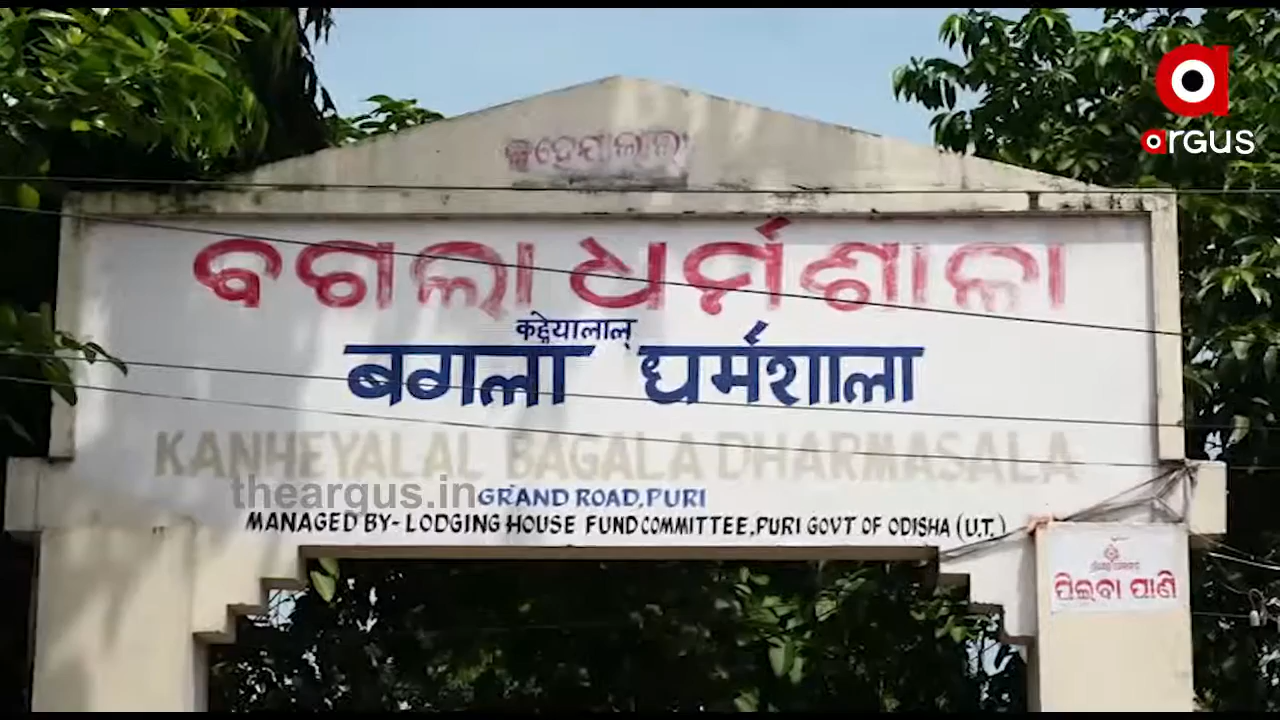 argus
କହ୍ନେୟାଲାଲ୍
ବଗଲା ଧର୍ମଶାଳା
कह्नेयालाल्
बगला धर्मशाला
KANHEYALAL BAGALA DHARMASALA
theargus.in
GRAND ROAD, PURI
MANAGED BY- LODGING HOUSE FUND COMMITTEE, PURI GOVT OF ODISHA (U.T.)
ପିଇବା ପାଣି